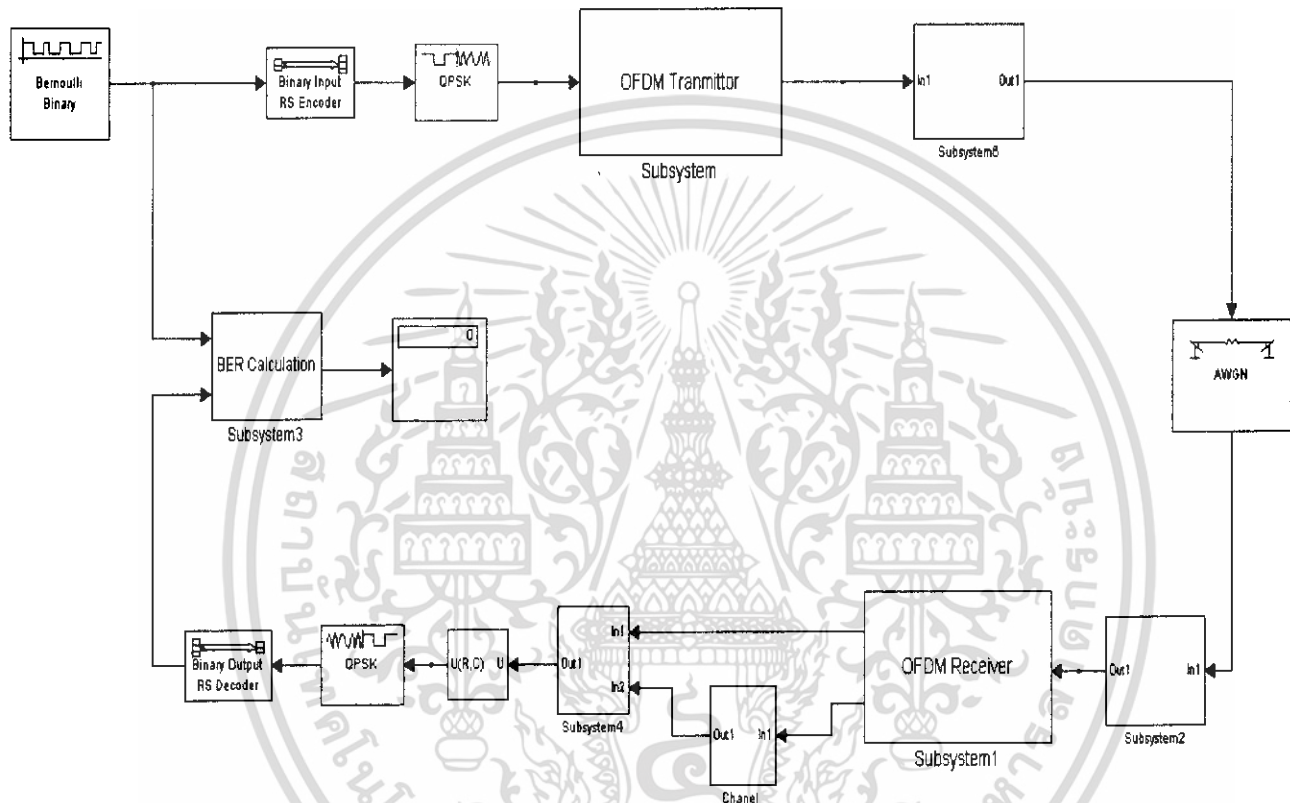 Bernoulli
Binary
Binary Input
RS Encoder
QPSK
OFDM Tranmittor
Subsystem
In1
Out1
Subsystem6
AWGN
BER Calculation
Subsystem3
0
Binary Output
RS Decoder
QPSK
U(R,C)
U
In1
Out1
In2
Subsystem4
Out1
In1
Chanel
OFDM Receiver
Subsystem1
Out1
In1
Subsystem2